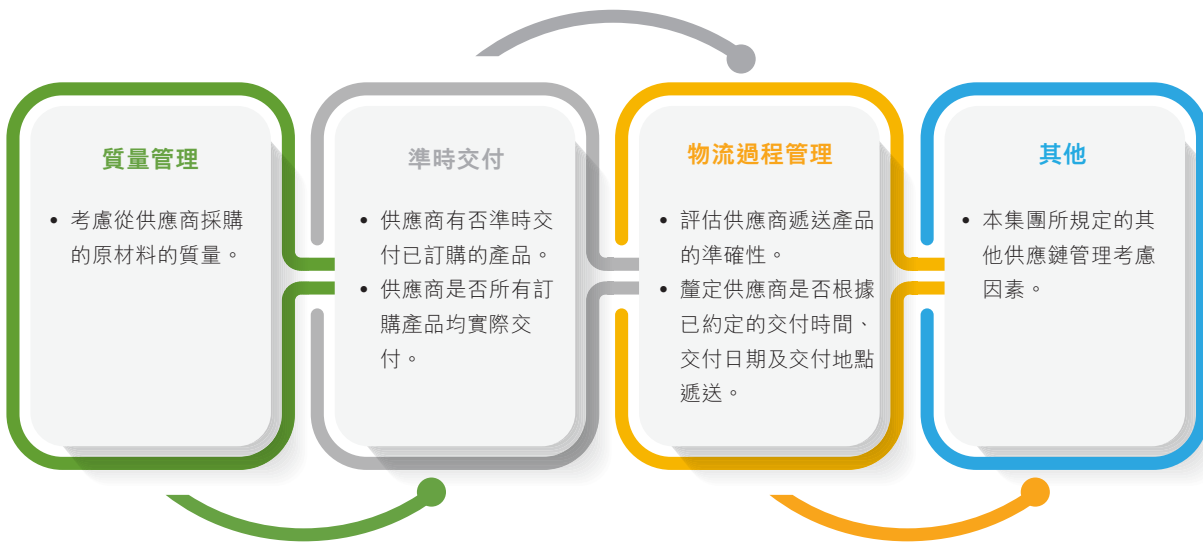 質量管理
• 考慮從供應商採購
的原材料的質量。
準時交付
• 供應商有否準時交
付已訂購的產品。
• 供應商是否所有訂
購產品均實際交
付。
物流過程管理
• 評估供應商遞送產品
的準確性。
• 釐定供應商是否根據
已約定的交付時間、
交付日期及交付地點
遞送。
其他
• 本集團所規定的其
他供應鏈管理考慮
因素。